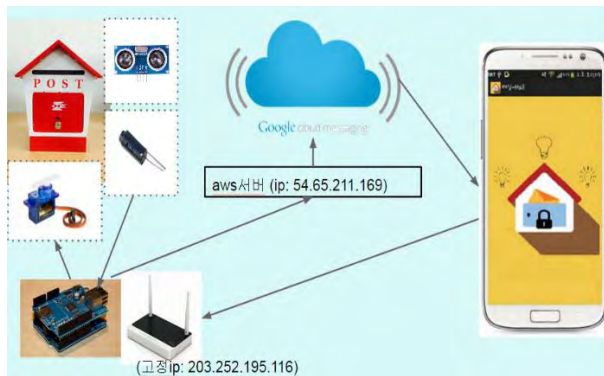 POST
Google cloud messaging
aws서버 (ip: 54.65.211.169)
(고정ip: 203.252.195.116)